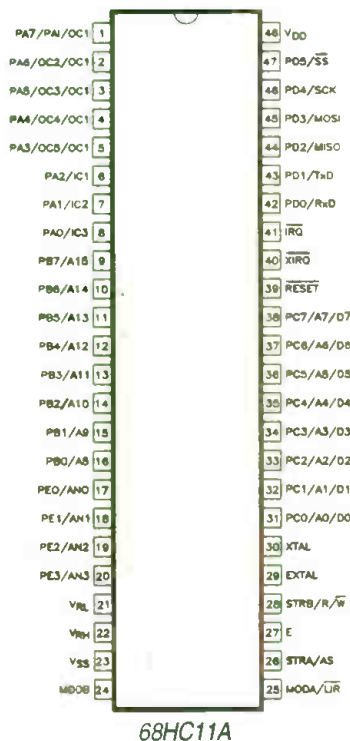 PA7/PAI/OC1 1
PA6/OC2/OC1 2
PA5/OC3/OC1 3
PA4/OC4/OC1 4
PA3/OC5/OC1 5
PA2/IC1 6
PA1/IC2 7
PA0/IC3 8
PB7/A15 9
PB6/A14 10
PB5/A13 11
PB4/A12 12
PB3/A11 13
PB2/A10 14
PB1/A9 15
PB0/A8 16
PE0/AN0 17
PE1/AN1 18
PE2/AN2 19
PE3/AN3 20
VRL 21
VRH 22
VSS 23
MODB 24
48 VDD
47 PD5/SS
46 PD4/SCK
45 PD3/MOSI
44 PD2/MISO
43 PD1/TxD
42 PD0/RxD
41 IRQ
40 XIRQ
39 RESET
38 PC7/A7/D7
37 PC6/A6/D6
36 PC5/A5/D5
35 PC4/A4/D4
34 PC3/A3/D3
33 PC2/A2/D2
32 PC1/A1/D1
31 PC0/A0/D0
30 XTAL
29 EXTAL
28 STRB/R/W
27 E
26 STRA/AS
25 MODA/LIR
68HC11A